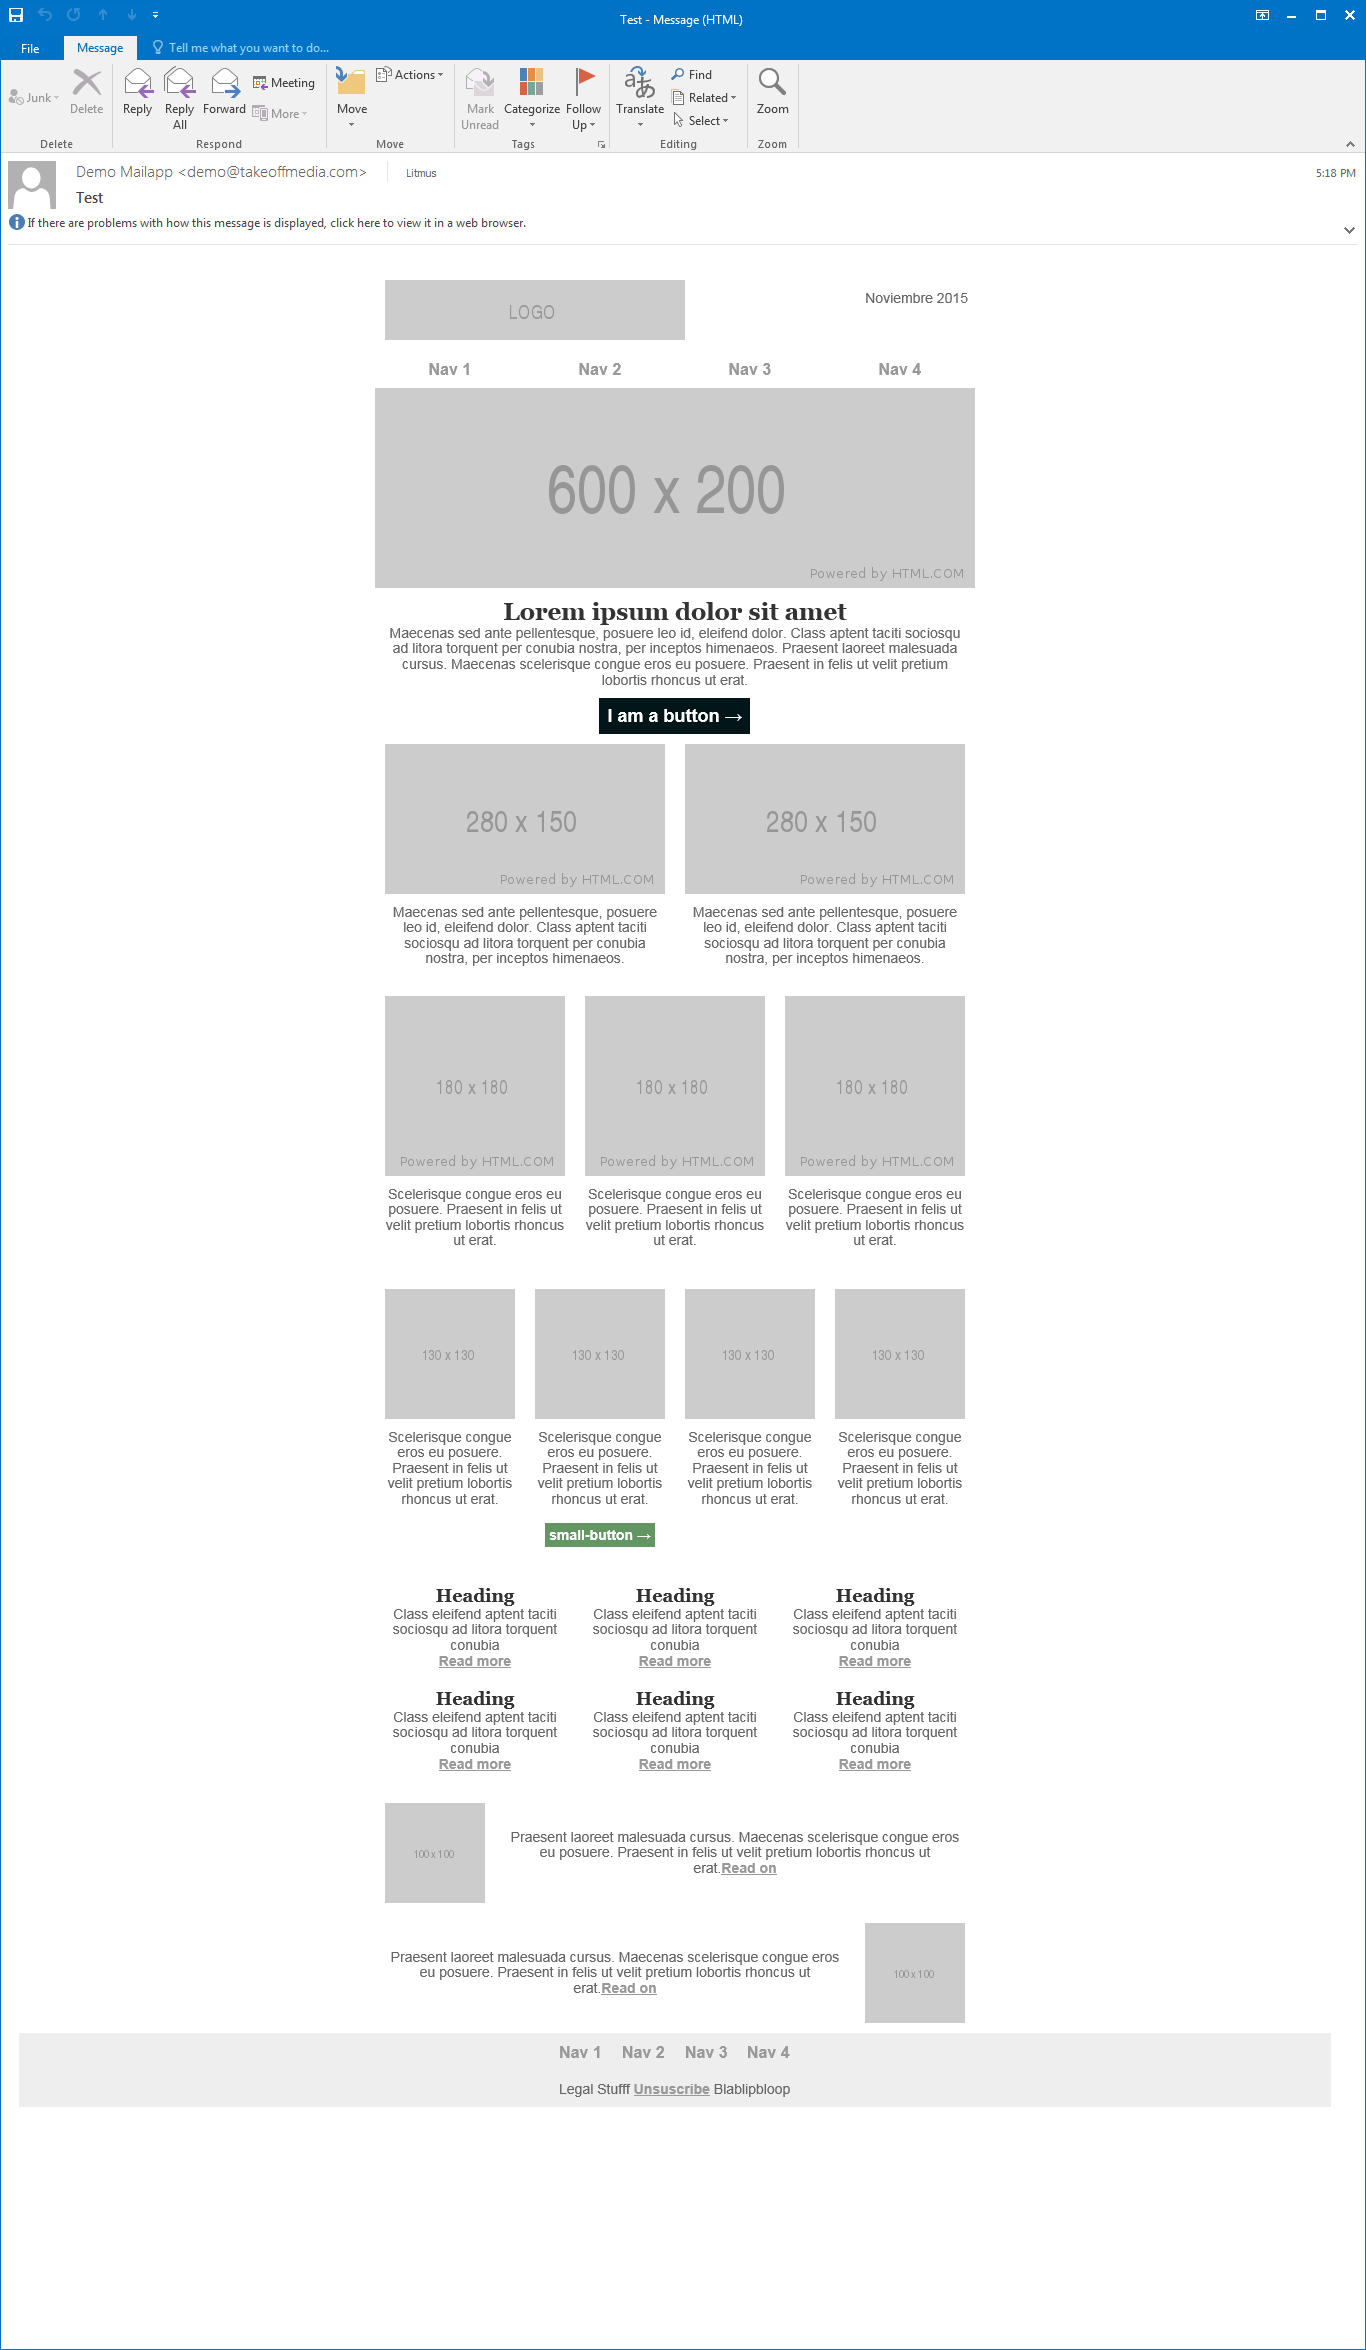 Test - Message (HTML)
File
Message
Tell me what you want to do...
Junk
Delete
Delete
Reply
Reply All
Forward
Meeting
More
Respond
Move
Actions
Move
Mark Unread
Categorize
Follow Up
Tags
Translate
Find
Related
Select
Editing
Zoom
Zoom
Demo Mailapp <demo@takeoffmedia.com>
Litmus
5:18 PM
Test
If there are problems with how this message is displayed, click here to view it in a web browser.
LOGO
Noviembre 2015
Nav 1 Nav 2 Nav 3 Nav 4
600 x 200
Powered by HTML.COM
Lorem ipsum dolor sit amet
Maecenas sed ante pellentesque, posuere leo id, eleifend dolor. Class aptent taciti sociosqu
ad litora torquent per conubia nostra, per inceptos himenaeos. Praesent laoreet malesuada
cursus. Maecenas scelerisque congue eros eu posuere. Praesent in felis ut velit pretium
lobortis rhoncus ut erat.
I am a button →
280 x 150
Powered by HTML.COM
280 x 150
Powered by HTML.COM
Maecenas sed ante pellentesque, posuere
leo id, eleifend dolor. Class aptent taciti
sociosqu ad litora torquent per conubia
nostra, per inceptos himenaeos.
Maecenas sed ante pellentesque, posuere
leo id, eleifend dolor. Class aptent taciti
sociosqu ad litora torquent per conubia
nostra, per inceptos himenaeos.
180 x 180
Powered by HTML.COM
180 x 180
Powered by HTML.COM
180 x 180
Powered by HTML.COM
Scelerisque congue eros eu
posuere. Praesent in felis ut
velit pretium lobortis rhoncus
ut erat.
Scelerisque congue eros eu
posuere. Praesent in felis ut
velit pretium lobortis rhoncus
ut erat.
Scelerisque congue eros eu
posuere. Praesent in felis ut
velit pretium lobortis rhoncus
ut erat.
130 x 130
130 x 130
130 x 130
130 x 130
Scelerisque congue
eros eu posuere.
Praesent in felis ut
velit pretium lobortis
rhoncus ut erat.
Scelerisque congue
eros eu posuere.
Praesent in felis ut
velit pretium lobortis
rhoncus ut erat.
small-button →
Scelerisque congue
eros eu posuere.
Praesent in felis ut
velit pretium lobortis
rhoncus ut erat.
Scelerisque congue
eros eu posuere.
Praesent in felis ut
velit pretium lobortis
rhoncus ut erat.
Heading
Class eleifend aptent taciti
sociosqu ad litora torquent
conubia
Read more
Heading
Class eleifend aptent taciti
sociosqu ad litora torquent
conubia
Read more
Heading
Class eleifend aptent taciti
sociosqu ad litora torquent
conubia
Read more
Heading
Class eleifend aptent taciti
sociosqu ad litora torquent
conubia
Read more
Heading
Class eleifend aptent taciti
sociosqu ad litora torquent
conubia
Read more
Heading
Class eleifend aptent taciti
sociosqu ad litora torquent
conubia
Read more
100 x 100
Praesent laoreet malesuada cursus. Maecenas scelerisque congue eros
eu posuere. Praesent in felis ut velit pretium lobortis rhoncus ut
erat.Read on
Praesent laoreet malesuada cursus. Maecenas scelerisque congue eros
eu posuere. Praesent in felis ut velit pretium lobortis rhoncus ut
erat.Read on
100 x 100
Nav 1 Nav 2 Nav 3 Nav 4
Legal Stufff Unsuscribe Blablipbloop